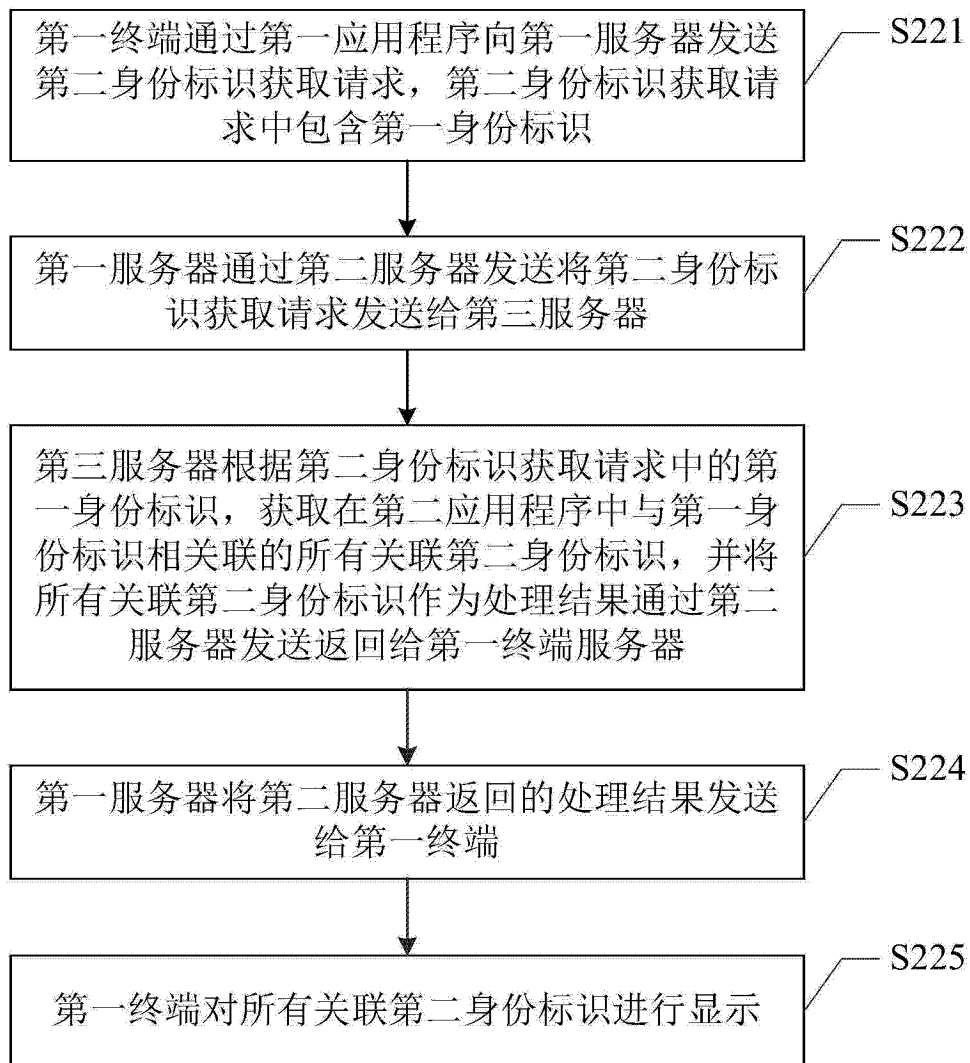 第一终端通过第一应用程序向第一服务器发送
第二身份标识获取请求，第二身份标识获取请
求中包含第一身份标识
S221
第一服务器通过第二服务器发送将第二身份标
识获取请求发送给第三服务器
S222
第三服务器根据第二身份标识获取请求中的第
一身份标识，获取在第二应用程序中与第一身
份标识相关联的所有关联第二身份标识，并将
所有关联第二身份标识作为处理结果通过第二
服务器发送返回给第一终端服务器
S223
第一服务器将第二服务器返回的处理结果发送
给第一终端
S224
第一终端对所有关联第二身份标识进行显示
S225